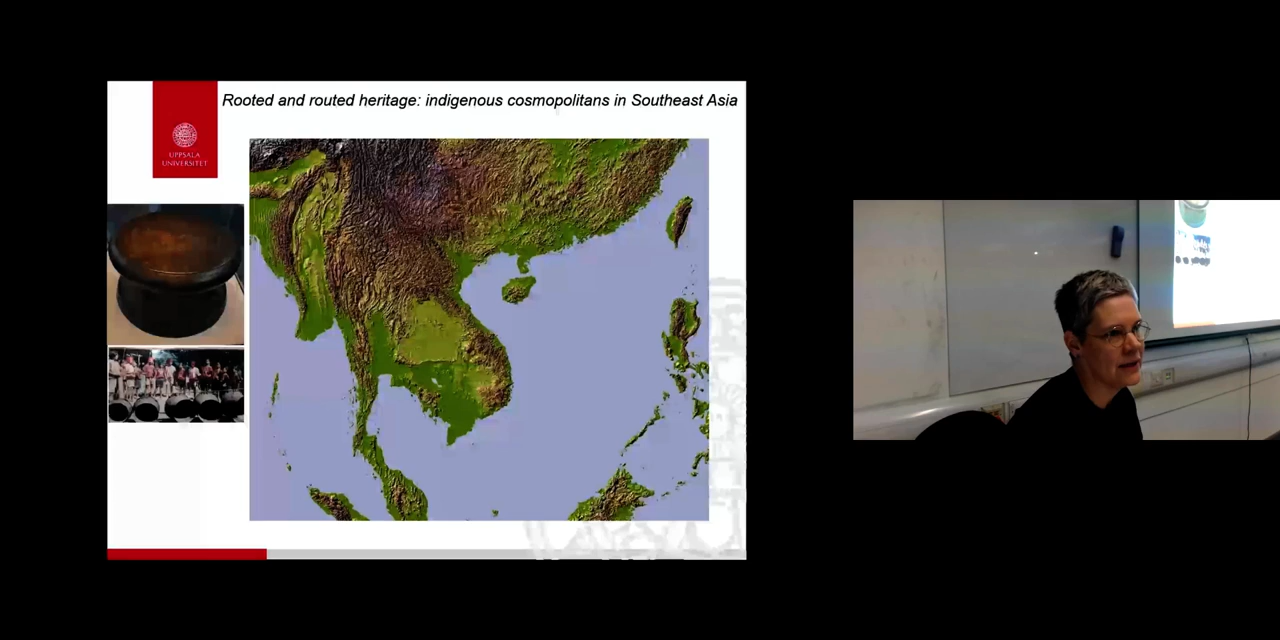 Rooted and routed heritage: indigenous cosmopolitans in Southeast Asia
UPPSALA
UNIVERSITET